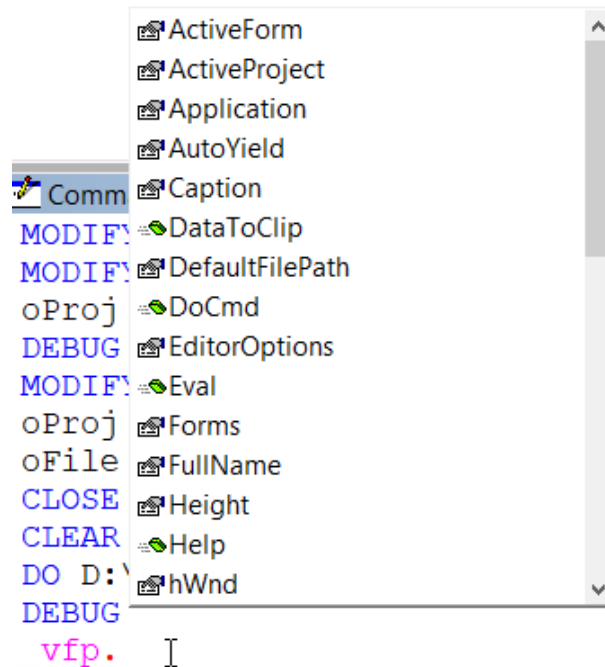 ActiveForm
ActiveProject
Application
AutoYield
Caption
DataToClip
DefaultFilePath
DoCmd
EditorOptions
Eval
Forms
FullName
Height
Help
hWnd
Comm
MODIFY
MODIFY
oProj
DEBUG
MODIFY
oProj
oFile
CLOSE
CLEAR
DO D:\
DEBUG
vfp.